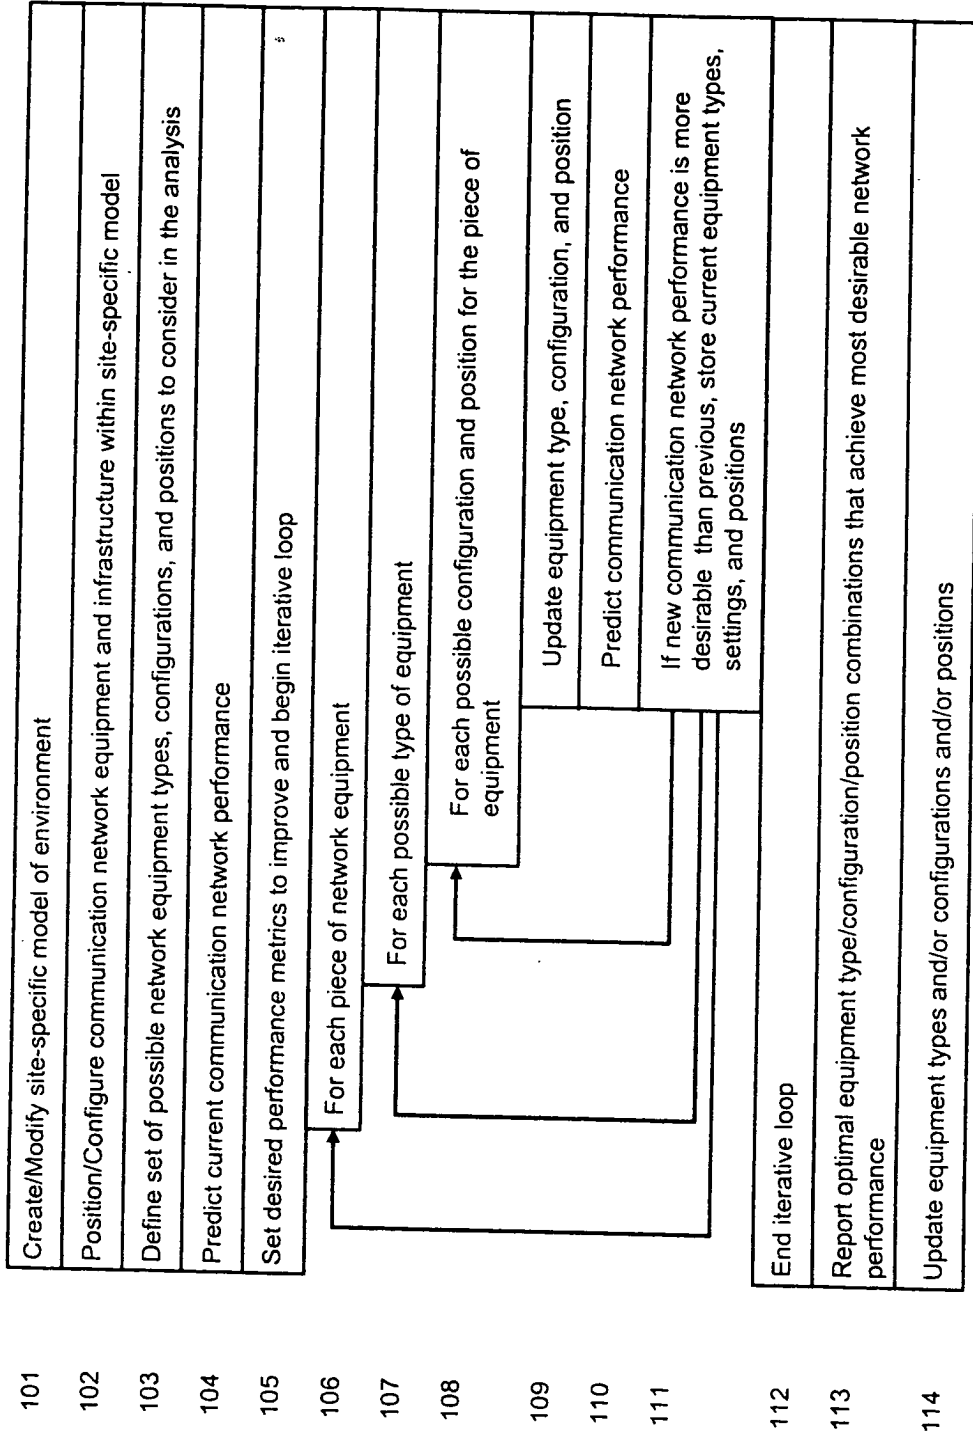 101 Create/Modify site-specific model of environment
102 Position/Configure communication network equipment and infrastructure within site-specific model
103 Define set of possible network equipment types, configurations, and positions to consider in the analysis
104 Predict current communication network performance
105 Set desired performance metrics to improve and begin iterative loop
106 For each piece of network equipment
107 For each possible type of equipment
108 For each possible configuration and position for the piece of
equipment
109 Update equipment type, configuration, and position
110 Predict communication network performance
111 If new communication network performance is more
desirable than previous, store current equipment types,
settings, and positions
112 End iterative loop
113 Report optimal equipment type/configuration/position combinations that achieve most desirable network
performance
114 Update equipment types and/or configurations and/or positions